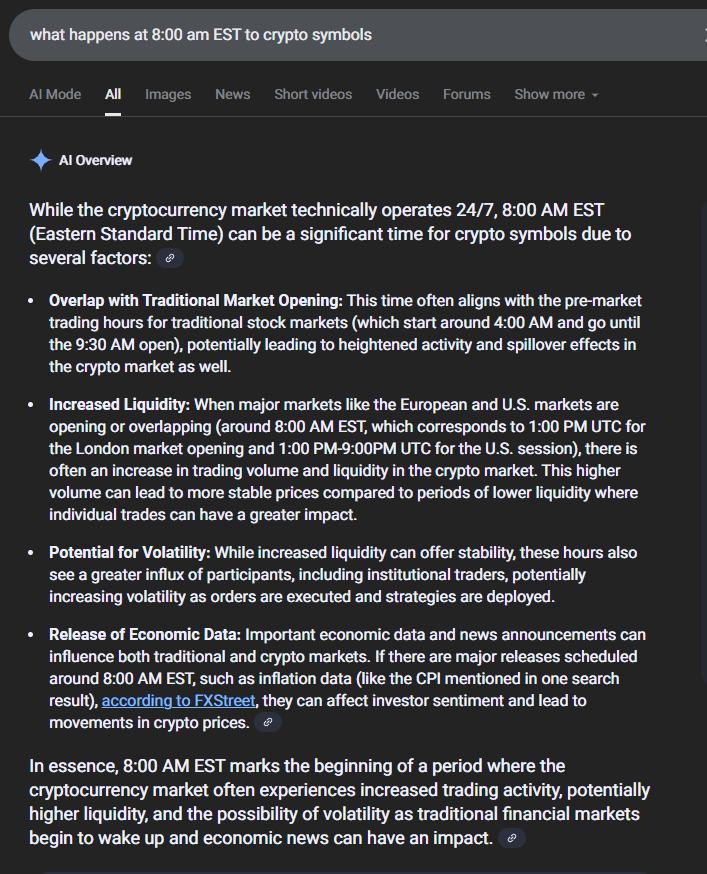 what happens at 8:00 am EST to crypto symbols
AI Mode All Images News Short videos Videos Forums Show more
AI Overview
While the cryptocurrency market technically operates 24/7, 8:00 AM EST
(Eastern Standard Time) can be a significant time for crypto symbols due to
several factors:
• Overlap with Traditional Market Opening: This time often aligns with the pre-market
trading hours for traditional stock markets (which start around 4:00 AM and go until
the 9:30 AM open), potentially leading to heightened activity and spillover effects in
the crypto market as well.
• Increased Liquidity: When major markets like the European and U.S. markets are
opening or overlapping (around 8:00 AM EST, which corresponds to 1:00 PM UTC for
the London market opening and 1:00 PM-9:00PM UTC for the U.S. session), there is
often an increase in trading volume and liquidity in the crypto market. This higher
volume can lead to more stable prices compared to periods of lower liquidity where
individual trades can have a greater impact.
• Potential for Volatility: While increased liquidity can offer stability, these hours also
see a greater influx of participants, including institutional traders, potentially
increasing volatility as orders are executed and strategies are deployed.
• Release of Economic Data: Important economic data and news announcements can
influence both traditional and crypto markets. If there are major releases scheduled
around 8:00 AM EST, such as inflation data (like the CPI mentioned in one search
result), according to FXStreet, they can affect investor sentiment and lead to
movements in crypto prices.
In essence, 8:00 AM EST marks the beginning of a period where the
cryptocurrency market often experiences increased trading activity, potentially
higher liquidity, and the possibility of volatility as traditional financial markets
begin to wake up and economic news can have an impact.